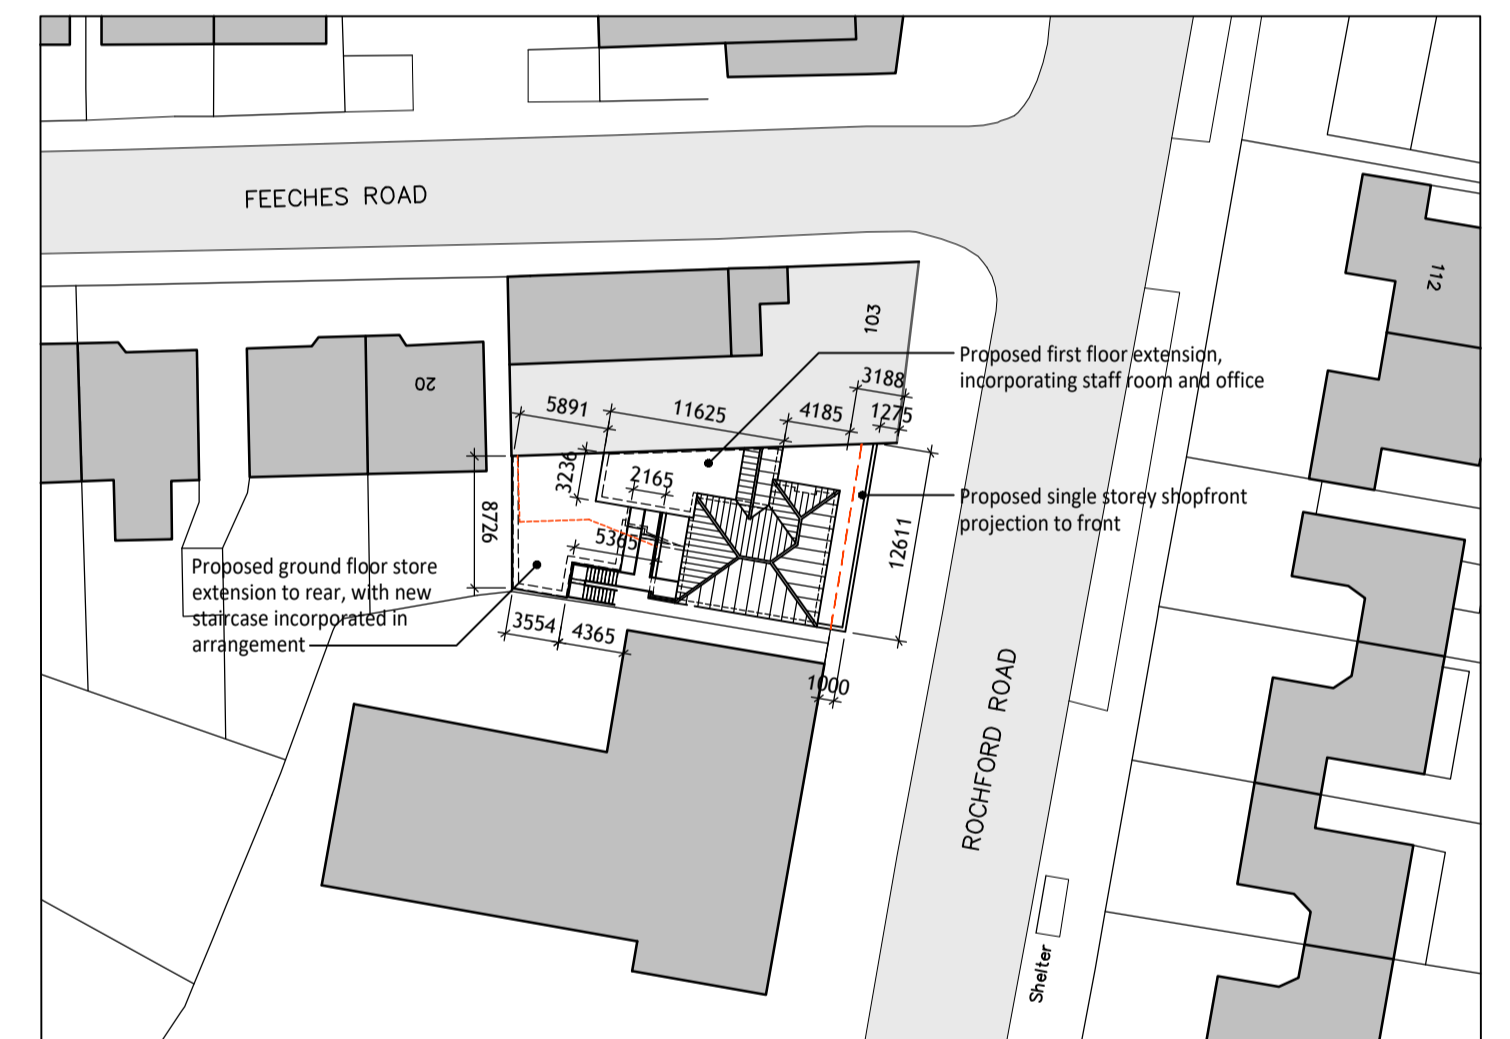 FEECHES ROAD
112
103
20
Proposed first floor extension,
incorporating staff room and office
3188
5891
11625
4185
1275
3236
2165
8726
5365
12611
Proposed single storey shopfront
projection to front
Proposed ground floor store
extension to rear, with new
staircase incorporated in
arrangement
3554
4365
1000
ROCHFORD ROAD
Shelter